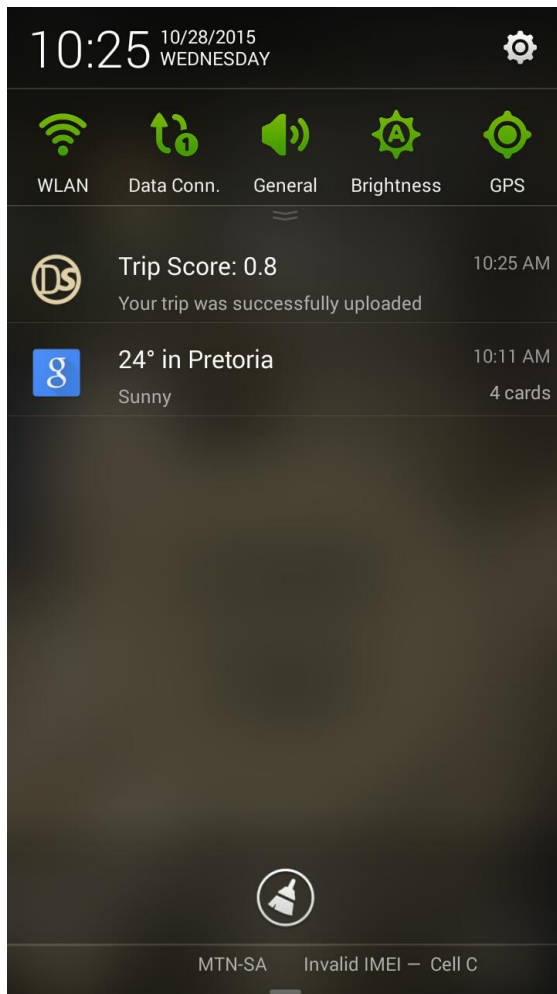 10:25
10/28/2015
WEDNESDAY
WLAN Data Conn. General Brightness GPS
Trip Score: 0.8 10:25 AM
Your trip was successfully uploaded
24° in Pretoria 10:11 AM
Sunny 4 cards
MTN-SA Invalid IMEI — Cell C